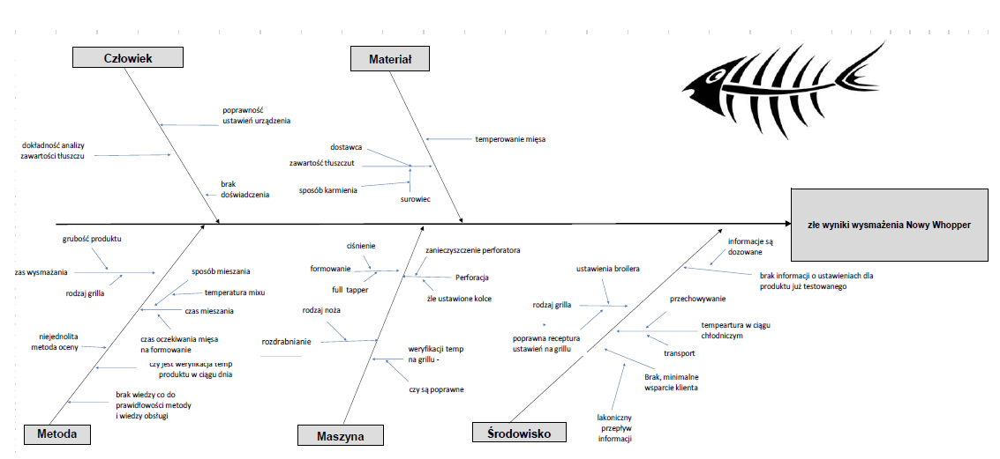 Człowiek
Materiał
poprawność
ustawień urządzenia
dokładność analizy
zawartości tłuszczu
brak
doświadczenia
temperowanie mięsa
dostawca
zawartość tłuszczut
sposób karmienia
surowiec
złe wyniki wysmażenia Nowy Whopper
grubość produktu
zas wysmażania
rodzaj grilla
sposób mieszania
temperatura mixu
czas mieszania
czas oczekiwania mięsa
na formowanie
niejednolita
metoda oceny
czy jest weryfikacja temp
produktu w ciągu dnia
brak wiedzy co do
prawidłowości metody
i wiedzy obsługi
Metoda
ciśnienie
formowanie
full tapper
zanieczyszczenie perforatora
Perforacja
żle ustawione kolce
rodzaj noża
rozdrabnianie
weryfikacji temp
na grillu -
czy są poprawne
Maszyna
informacje są
dozowane
brak informacji o ustawieniach dla
produktu już testowanego
ustawienia broilera
rodzaj grilla
poprawna receptura
ustawień na grillu
przechowywanie
tempeartura w ciągu
chłodniczym
transport
Brak, minimalne
wsparcie klienta
lakoniczny
przepływ
informacji
Środowisko